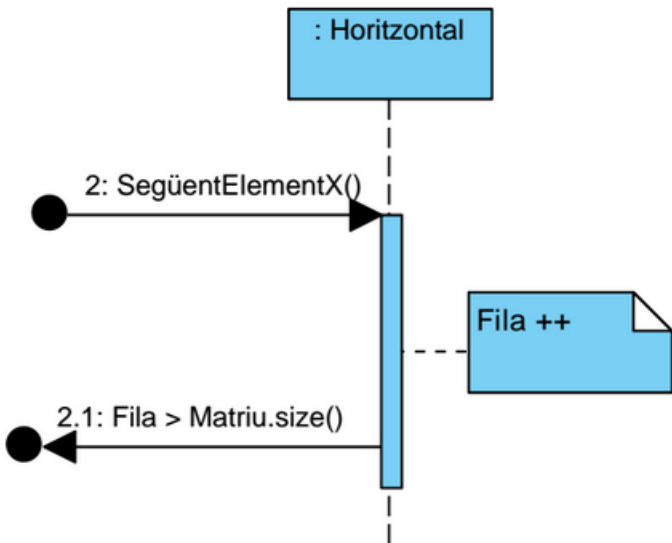 : Horitzontal
2: SegüentElementX()
Fila ++
2.1: Fila > Matriu.size()